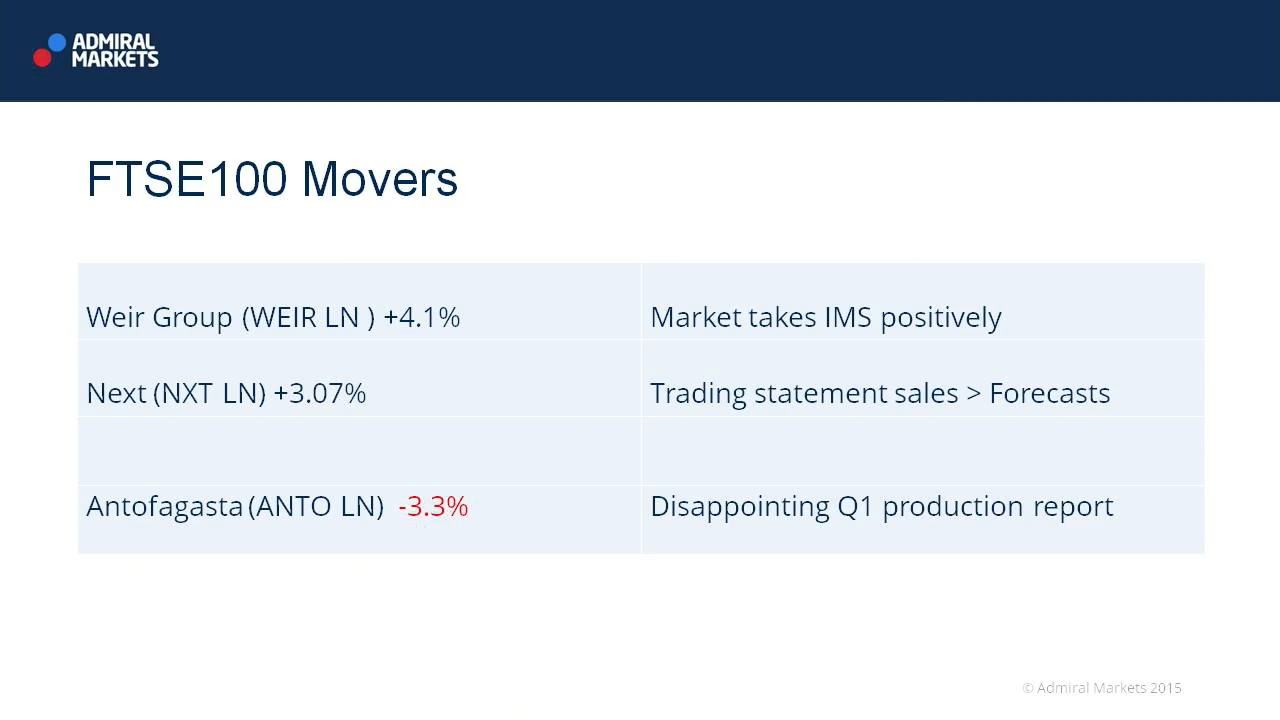 ADMIRAL
MARKETS
FTSE100 Movers
Weir Group (WEIR LN ) +4.1%
Market takes IMS positively
Next (NXT LN) +3.07%
Trading statement sales > Forecasts
Antofagasta (ANTO LN) -3.3%
Disappointing Q1 production report
© Admiral Markets 2015